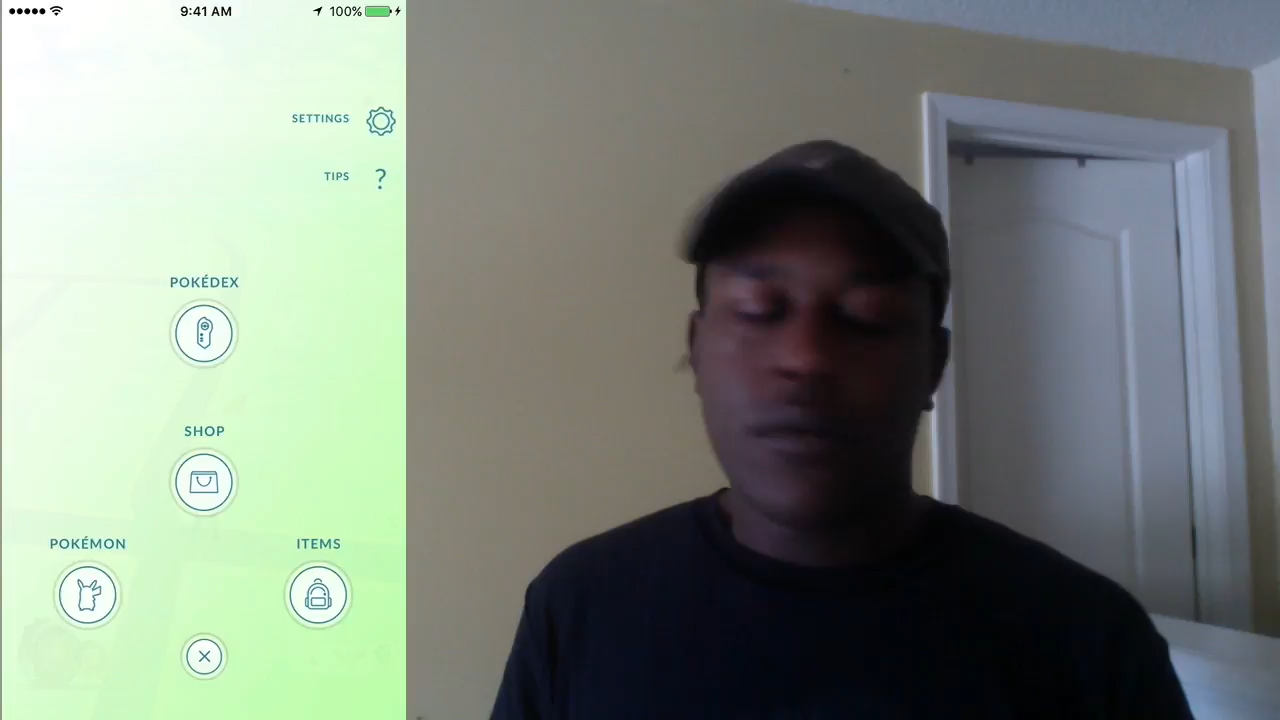 9:41 AM 100%
SETTINGS
TIPS ?
POKÉDEX
SHOP
POKÉMON ITEMS